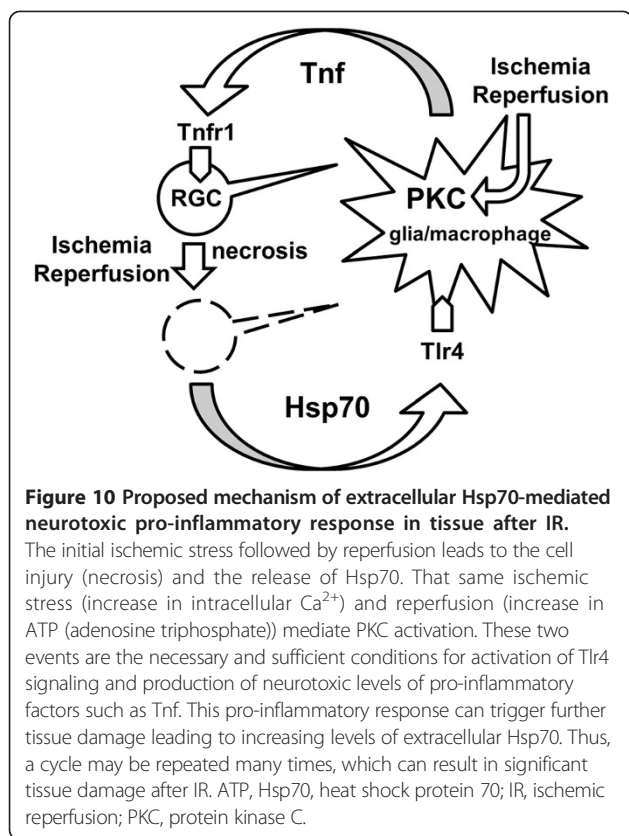 Tnf
Ischemia
Reperfusion
Tnfr1
RGC
PKC
glia/macrophage
Ischemia
Reperfusion
necrosis
Tlr4
Hsp70
Figure 10 Proposed mechanism of extracellular Hsp70-mediated
neurotoxic pro-inflammatory response in tissue after IR.
The initial ischemic stress followed by reperfusion leads to the cell
injury (necrosis) and the release of Hsp70. That same ischemic
stress (increase in intracellular Ca²⁺) and reperfusion (increase in
ATP (adenosine triphosphate)) mediate PKC activation. These two
events are the necessary and sufficient conditions for activation of Tlr4
signaling and production of neurotoxic levels of pro-inflammatory
factors such as Tnf. This pro-inflammatory response can trigger further
tissue damage leading to increasing levels of extracellular Hsp70. Thus,
a cycle may be repeated many times, which can result in significant
tissue damage after IR. ATP, Hsp70, heat shock protein 70; IR, ischemic
reperfusion; PKC, protein kinase C.